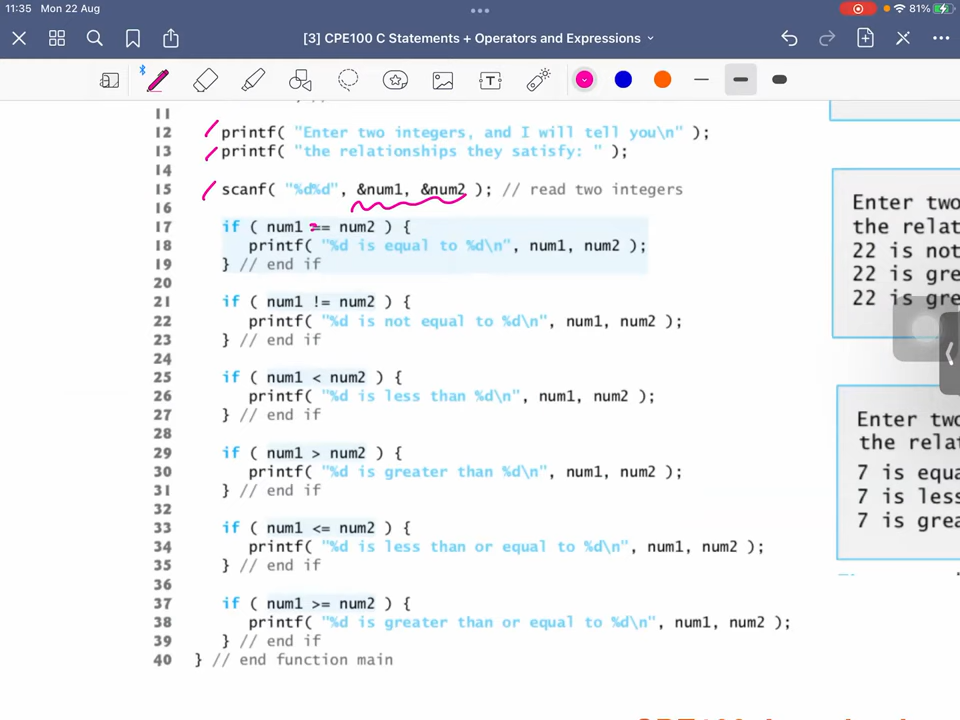 11:35 Mon 22 Aug
81%
[3] CPE100 C Statements + Operators and Expressions
T
11
12 printf( "Enter two integers, and I will tell you\n" );
13 printf( "the relationships they satisfy: " );
14
15 scanf( "%d%d", &num1, &num2 ); // read two integers
16
17 if ( num1 == num2 ) {
18 printf( "%d is equal to %d\n", num1, num2 );
19 } // end if
20
21 if ( num1 != num2 ) {
22 printf( "%d is not equal to %d\n", num1, num2 );
23 } // end if
24
25 if ( num1 < num2 ) {
26 printf( "%d is less than %d\n", num1, num2 );
27 } // end if
28
29 if ( num1 > num2 ) {
30 printf( "%d is greater than %d\n", num1, num2 );
31 } // end if
32
33 if ( num1 <= num2 ) {
34 printf( "%d is less than or equal to %d\n", num1, num2 );
35 } // end if
36
37 if ( num1 >= num2 ) {
38 printf( "%d is greater than or equal to %d\n", num1, num2 );
39 } // end if
40 } // end function main
Enter two
the relat
22 is not
22 is gre
22 is gre
Enter two
the relat
7 is equa
7 is less
7 is grea